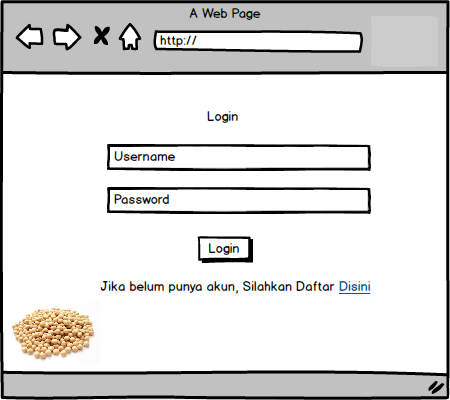 A Web Page
http://
Login
Username
Password
Login
Jika belum punya akun, Silahkan Daftar Disini